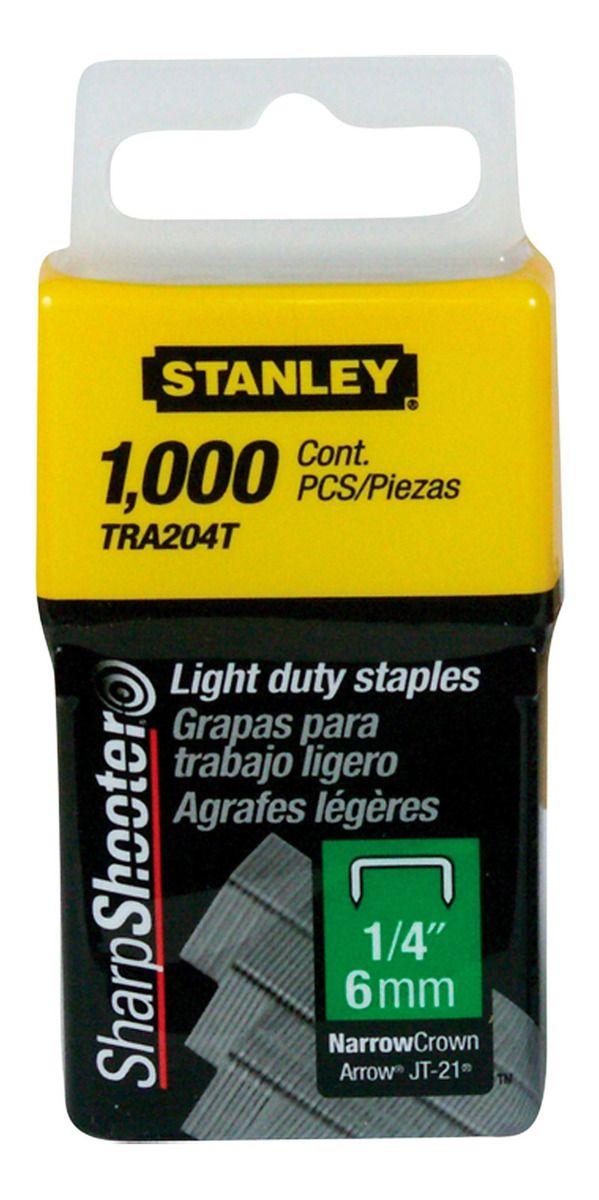 STANLEY®
1,000 Cont.
PCS/Piezas
TRA204T
SharpShooter
Light duty staples
Grapas para
trabajo ligero
Agrafes légères
1/4"
6mm
NarrowCrown
Arrow® JT-21®
TM